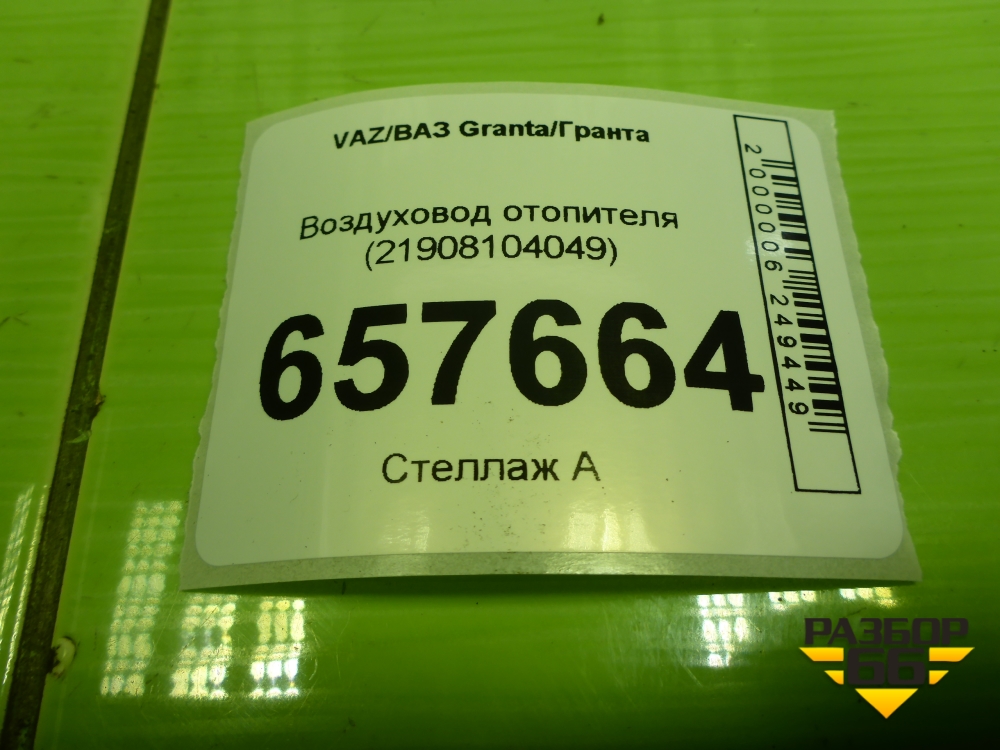 VAZ/ВАЗ Granta/Гранта
Воздуховод отопителя
(21908104049)
657664
Стеллаж А
2000006249449
РАЗБОР
66